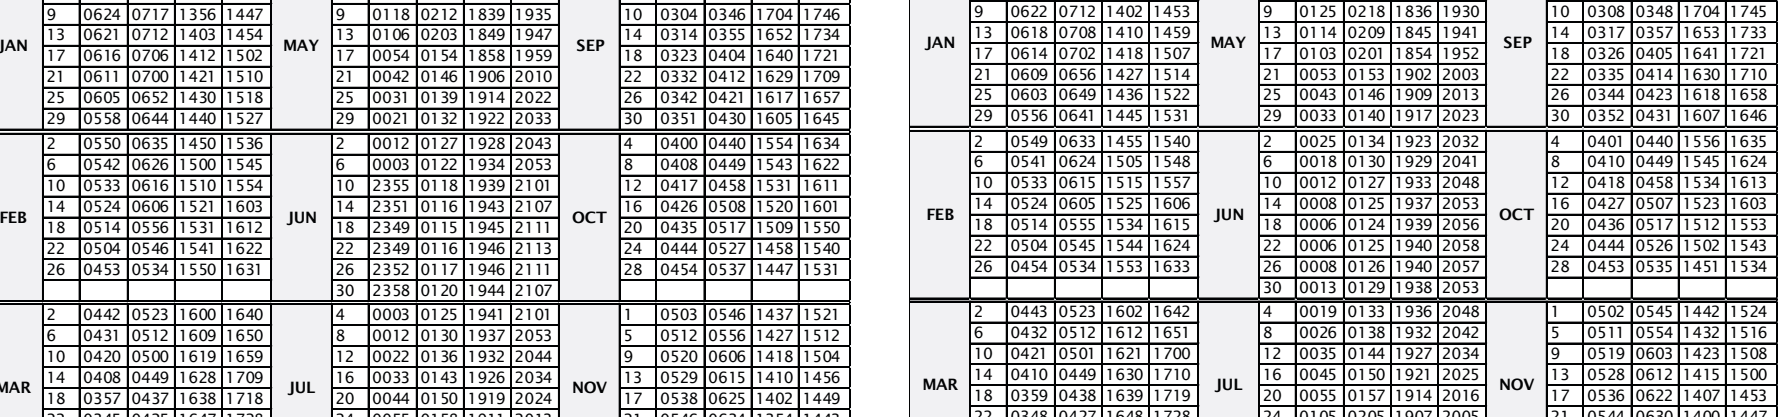 9 0624 0717 1356 1447 9 0118 0212 1839 1935 10 0304 0346 1704 1746
13 0621 0712 1403 1454 13 0106 0203 1849 1947 14 0314 0355 1652 1734
JAN MAY SEP
17 0616 0706 1412 1502 17 0054 0154 1858 1959 18 0323 0404 1640 1721
21 0611 0700 1421 1510 21 0042 0146 1906 2010 22 0332 0412 1629 1709
25 0605 0652 1430 1518 25 0031 0139 1914 2022 26 0342 0421 1617 1657
29 0558 0644 1440 1527 29 0021 0132 1922 2033 30 0351 0430 1605 1645
2 0550 0635 1450 1536 2 0012 0127 1928 2043 4 0400 0440 1554 1634
6 0542 0626 1500 1545 6 0003 0122 1934 2053 8 0408 0449 1543 1622
10 0533 0616 1510 1554 10 2355 0118 1939 2101 12 0417 0458 1531 1611
14 0524 0606 1521 1603 14 2351 0116 1943 2107 16 0426 0508 1520 1601
FEB JUN OCT
18 0514 0556 1531 1612 18 2349 0115 1945 2111 20 0435 0517 1509 1550
22 0504 0546 1541 1622 22 2349 0116 1946 2113 24 0444 0527 1458 1540
26 0453 0534 1550 1631 26 2352 0117 1946 2111 28 0454 0537 1447 1531
30 2358 0120 1944 2107
2 0442 0523 1600 1640 4 0003 0125 1941 2101 1 0503 0546 1437 1521
6 0431 0512 1609 1650 8 0012 0130 1937 2053 5 0512 0556 1427 1512
10 0420 0500 1619 1659 12 0022 0136 1932 2044 9 0520 0606 1418 1504
14 0408 0449 1628 1709 16 0033 0143 1926 2034 13 0529 0615 1410 1456
MAR JUL NOV
18 0357 0437 1638 1718 20 0044 0150 1919 2024 17 0538 0625 1402 1449
9 0622 0712 1402 1453 9 0125 0218 1836 1930 10 0308 0348 1704 1745
13 0618 0708 1410 1459 13 0114 0209 1845 1941 14 0317 0357 1653 1733
JAN MAY SEP
17 0614 0702 1418 1507 17 0103 0201 1854 1952 18 0326 0405 1641 1721
21 0609 0656 1427 1514 21 0053 0153 1902 2003 22 0335 0414 1630 1710
25 0603 0649 1436 1522 25 0043 0146 1909 2013 26 0344 0423 1618 1658
29 0556 0641 1445 1531 29 0033 0140 1917 2023 30 0352 0431 1607 1646
2 0549 0633 1455 1540 2 0025 0134 1923 2032 4 0401 0440 1556 1635
6 0541 0624 1505 1548 6 0018 0130 1929 2041 8 0410 0449 1545 1624
10 0533 0615 1515 1557 10 0012 0127 1933 2048 12 0418 0458 1534 1613
14 0524 0605 1525 1606 14 0008 0125 1937 2053 16 0427 0507 1523 1603
FEB JUN OCT
18 0514 0555 1534 1615 18 0006 0124 1939 2056 20 0436 0517 1512 1553
22 0504 0545 1544 1624 22 0006 0125 1940 2058 24 0444 0526 1502 1543
26 0454 0534 1553 1633 26 0008 0126 1940 2057 28 0453 0535 1451 1534
30 0013 0129 1938 2053
2 0443 0523 1602 1642 4 0019 0133 1936 2048 1 0502 0545 1442 1524
6 0432 0512 1612 1651 8 0026 0138 1932 2042 5 0511 0554 1432 1516
10 0421 0501 1621 1700 12 0035 0144 1927 2034 9 0519 0603 1423 1508
14 0410 0449 1630 1710 16 0045 0150 1921 2025 13 0528 0612 1415 1500
MAR JUL NOV
18 0359 0438 1639 1719 20 0055 0157 1914 2016 17 0536 0622 1407 1453